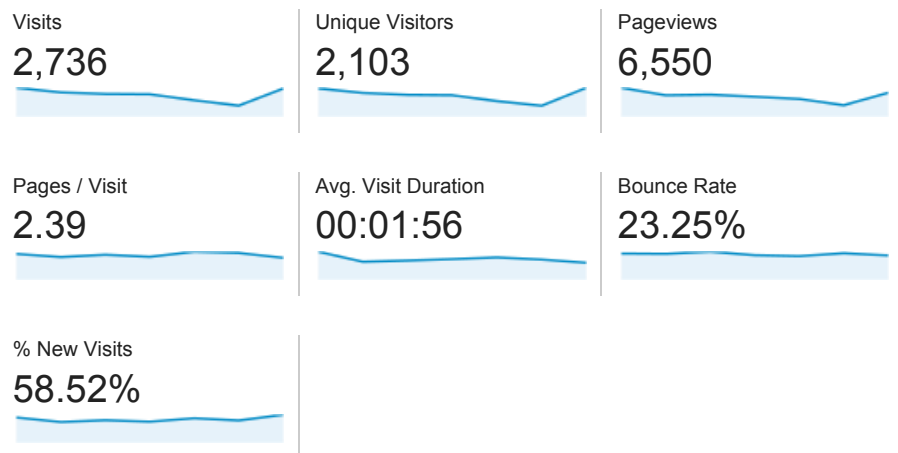 Visits
2,736
Unique Visitors
2,103
Pageviews
6,550
Pages / Visit
2.39
Avg. Visit Duration
00:01:56
Bounce Rate
23.25%
% New Visits
58.52%